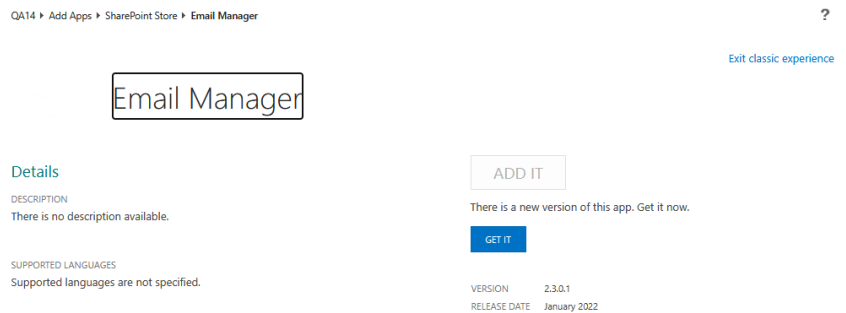 QA14 ▸ Add Apps ▸ SharePoint Store ▸ Email Manager
?
Exit classic experience
Email Manager
Details
DESCRIPTION
There is no description available.
SUPPORTED LANGUAGES
Supported languages are not specified.
ADD IT
There is a new version of this app. Get it now.
GET IT
VERSION 2.3.0.1
RELEASE DATE January 2022